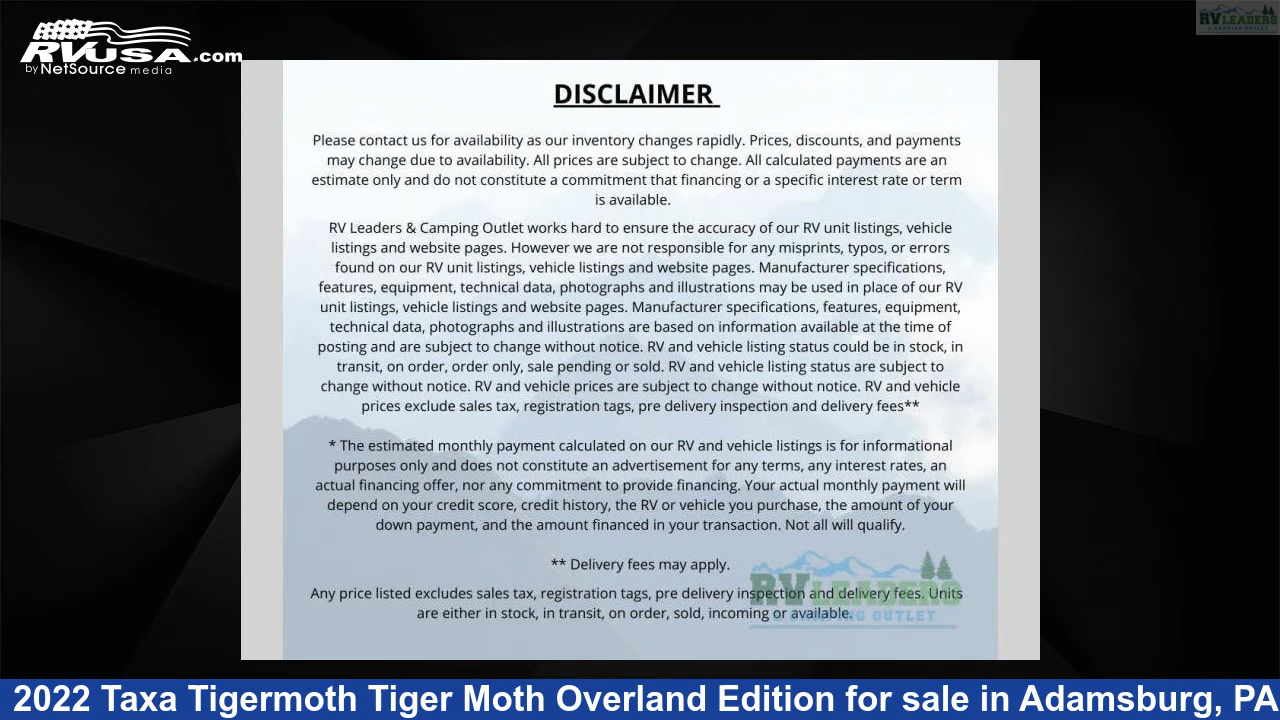 RVUSA.com
by NetSource media
RV LEADERS
& CAMPING OUTLET
DISCLAIMER
Please contact us for availability as our inventory changes rapidly. Prices, discounts, and payments
may change due to availability. All prices are subject to change. All calculated payments are an
estimate only and do not constitute a commitment that financing or a specific interest rate or term
is available.
RV Leaders & Camping Outlet works hard to ensure the accuracy of our RV unit listings, vehicle
listings and website pages. However we are not responsible for any misprints, typos, or errors
found on our RV unit listings, vehicle listings and website pages. Manufacturer specifications,
features, equipment, technical data, photographs and illustrations may be used in place of our RV
unit listings, vehicle listings and website pages. Manufacturer specifications, features, equipment,
technical data, photographs and illustrations are based on information available at the time of
posting and are subject to change without notice. RV and vehicle listing status could be in stock, in
transit, on order, order only, sale pending or sold. RV and vehicle listing status are subject to
change without notice. RV and vehicle prices are subject to change without notice. RV and vehicle
prices exclude sales tax, registration tags, pre delivery inspection and delivery fees**
* The estimated monthly payment calculated on our RV and vehicle listings is for informational
purposes only and does not constitute an advertisement for any terms, any interest rates, an
actual financing offer, nor any commitment to provide financing. Your actual monthly payment will
depend on your credit score, credit history, the RV or vehicle you purchase, the amount of your
down payment, and the amount financed in your transaction. Not all will qualify.
** Delivery fees may apply.
Any price listed excludes sales tax, registration tags, pre delivery inspection and delivery fees. Units
are either in stock, in transit, on order, sold, incoming or available.
RV LEADERS
& CAMPING OUTLET
2022 Taxa Tigermoth Tiger Moth Overland Edition for sale in Adamsburg, PA